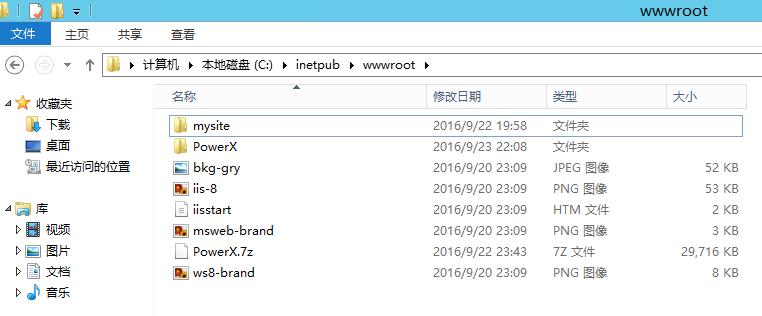 wwwroot
文件 主页 共享 查看
计算机 本地磁盘 (C:) inetpub wwwroot
名称 修改日期 类型 大小
收藏夹
下载
桌面
最近访问的位置
库
视频
图片
文档
音乐
mysite 2016/9/22 19:58 文件夹
PowerX 2016/9/23 22:08 文件夹
bkg-gry 2016/9/20 23:09 JPEG 图像 52 KB
iis-8 2016/9/20 23:09 PNG 图像 53 KB
iisstart 2016/9/20 23:09 HTM 文件 2 KB
msweb-brand 2016/9/20 23:09 PNG 图像 3 KB
PowerX.7z 2016/9/22 23:43 7Z 文件 29,716 KB
ws8-brand 2016/9/20 23:09 PNG 图像 8 KB